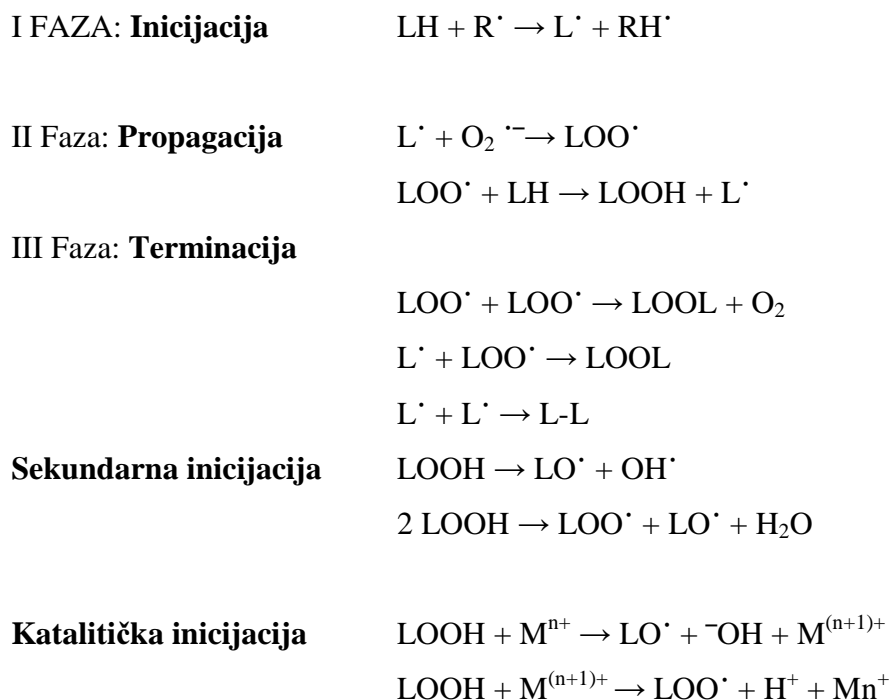 I FAZA: Inicijacija LH + R˙ → L˙ + RH˙
II Faza: Propagacija L˙ + O₂ ˙⁻→ LOO˙
LOO˙ + LH → LOOH + L˙
III Faza: Terminacija
LOO˙ + LOO˙ → LOOL + O₂
L˙ + LOO˙ → LOOL
L˙ + L˙ → L-L
Sekundarna inicijacija LOOH → LO˙ + OH˙
2 LOOH → LOO˙ + LO˙ + H₂O
Katalitička inicijacija LOOH + Mⁿ⁺ → LO˙ + ⁻OH + M⁽ⁿ⁺¹⁾⁺
LOOH + M⁽ⁿ⁺¹⁾⁺ → LOO˙ + H⁺ + Mn⁺